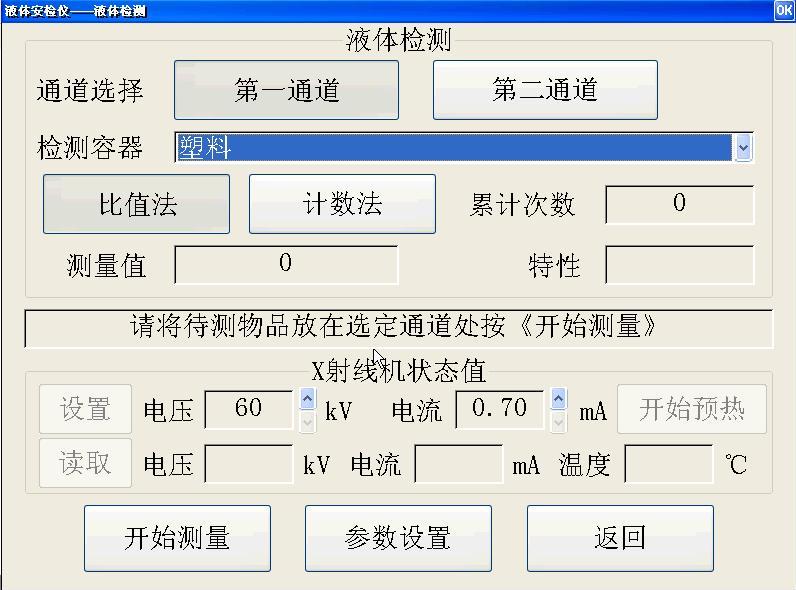 液体安检仪——液体检测 OK
液体检测
通道选择 第一通道 第二通道
检测容器 塑料
比值法 计数法 累计次数 0
测量值 0 特性
请将待测物品放在选定通道处按《开始测量》
X射线机状态值
设置 电压 60 kV 电流 0.70 mA 开始预热
读取 电压 kV 电流 mA 温度 ℃
开始测量 参数设置 返回